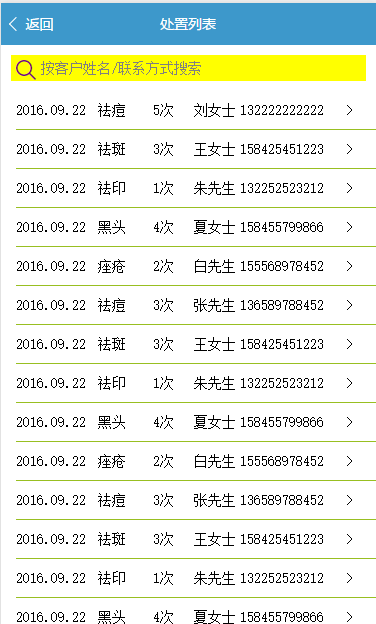 返回 处置列表
按客户姓名/联系方式搜索
2016.09.22 祛痘 5次 刘女士 132222222222
2016.09.22 祛斑 3次 王女士 158425451223
2016.09.22 祛印 1次 朱先生 132252523212
2016.09.22 黑头 4次 夏女士 158455799866
2016.09.22 痤疮 2次 白先生 155568978452
2016.09.22 祛痘 3次 张先生 136589788452
2016.09.22 祛斑 3次 王女士 158425451223
2016.09.22 祛印 1次 朱先生 132252523212
2016.09.22 黑头 4次 夏女士 158455799866
2016.09.22 痤疮 2次 白先生 155568978452
2016.09.22 祛痘 3次 张先生 136589788452
2016.09.22 祛斑 3次 王女士 158425451223
2016.09.22 祛印 1次 朱先生 132252523212
2016.09.22 黑头 4次 夏女士 158455799866